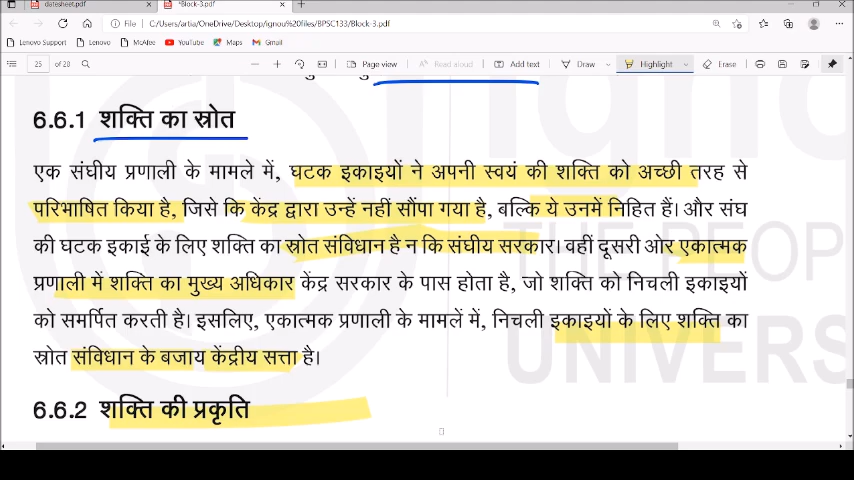 datesheet.pdf
*Block-3.pdf
File
C:/Users/artia/OneDrive/Desktop/ignou%20files/BPSC133/Block-3.pdf
Lenovo Support
Lenovo
McAfee
YouTube
Maps
Gmail
25 of 28
Page view
Read aloud
Add text
Draw
Highlight
Erase
6.6.1 शक्ति का स्रोत
एक संघीय प्रणाली के मामले में, घटक इकाइयों ने अपनी स्वयं की शक्ति को अच्छी तरह से
परिभाषित किया है, जिसे कि केंद्र द्वारा उन्हें नहीं सौंपा गया है, बल्कि ये उनमें निहित हैं। और संघ
की घटक इकाई के लिए शक्ति का स्रोत संविधान है न कि संघीय सरकार। वहीं दूसरी ओर एकात्मक
प्रणाली में शक्ति का मुख्य अधिकार केंद्र सरकार के पास होता है, जो शक्ति को निचली इकाइयों
को समर्पित करती है। इसलिए, एकात्मक प्रणाली के मामलें में, निचली इकाइयों के लिए शक्ति का
स्रोत संविधान के बजाय केंद्रीय सत्ता है।
6.6.2 शक्ति की प्रकृति
THE PEOPLE'S
UNIVERS